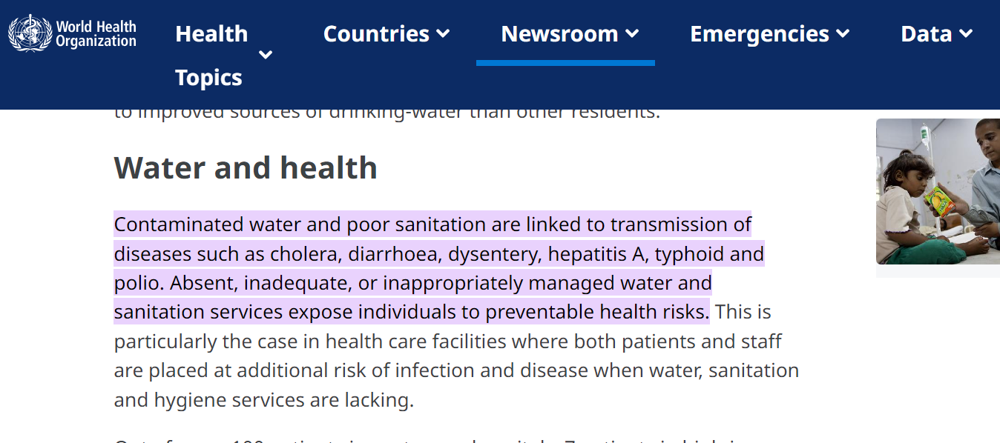 World Health
Organization
Health
Topics
Countries
Newsroom
Emergencies
Data
to improved sources of drinking-water than other residents.
Water and health
Contaminated water and poor sanitation are linked to transmission of
diseases such as cholera, diarrhoea, dysentery, hepatitis A, typhoid and
polio. Absent, inadequate, or inappropriately managed water and
sanitation services expose individuals to preventable health risks. This is
particularly the case in health care facilities where both patients and staff
are placed at additional risk of infection and disease when water, sanitation
and hygiene services are lacking.